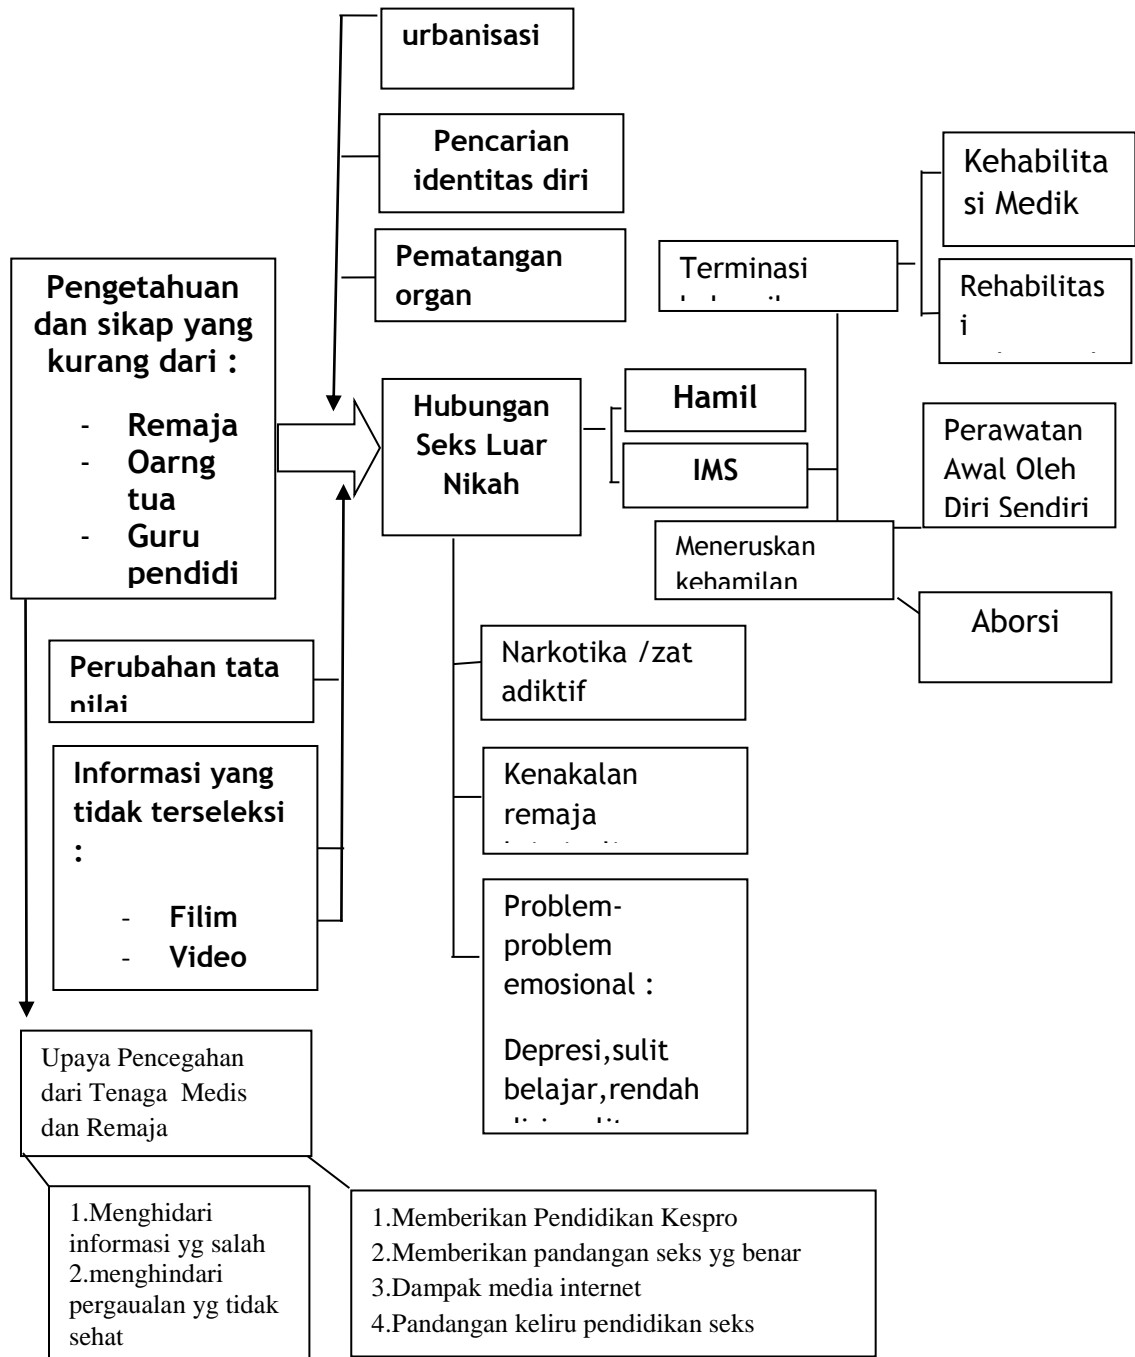 urbanisasi
Pencarian
identitas diri
Pematangan
organ
Pengetahuan
dan sikap yang
kurang dari :
- Remaja
- Oarng
tua
- Guru
pendidi
Hubungan
Seks Luar
Nikah
Hamil
IMS
Terminasi
Kehabilita
si Medik
Rehabilitas
i
Perawatan
Awal Oleh
Diri Sendiri
Meneruskan
kehamilan
Aborsi
Perubahan tata
nilai
Informasi yang
tidak terseleksi
:
- Filim
- Video
Narkotika /zat
adiktif
Kenakalan
remaja
Problem-
problem
emosional :
Depresi,sulit
belajar,rendah
Upaya Pencegahan
dari Tenaga Medis
dan Remaja
1.Menghidari
informasi yg salah
2.menghindari
pergaualan yg tidak
sehat
1.Memberikan Pendidikan Kespro
2.Memberikan pandangan seks yg benar
3.Dampak media internet
4.Pandangan keliru pendidikan seks